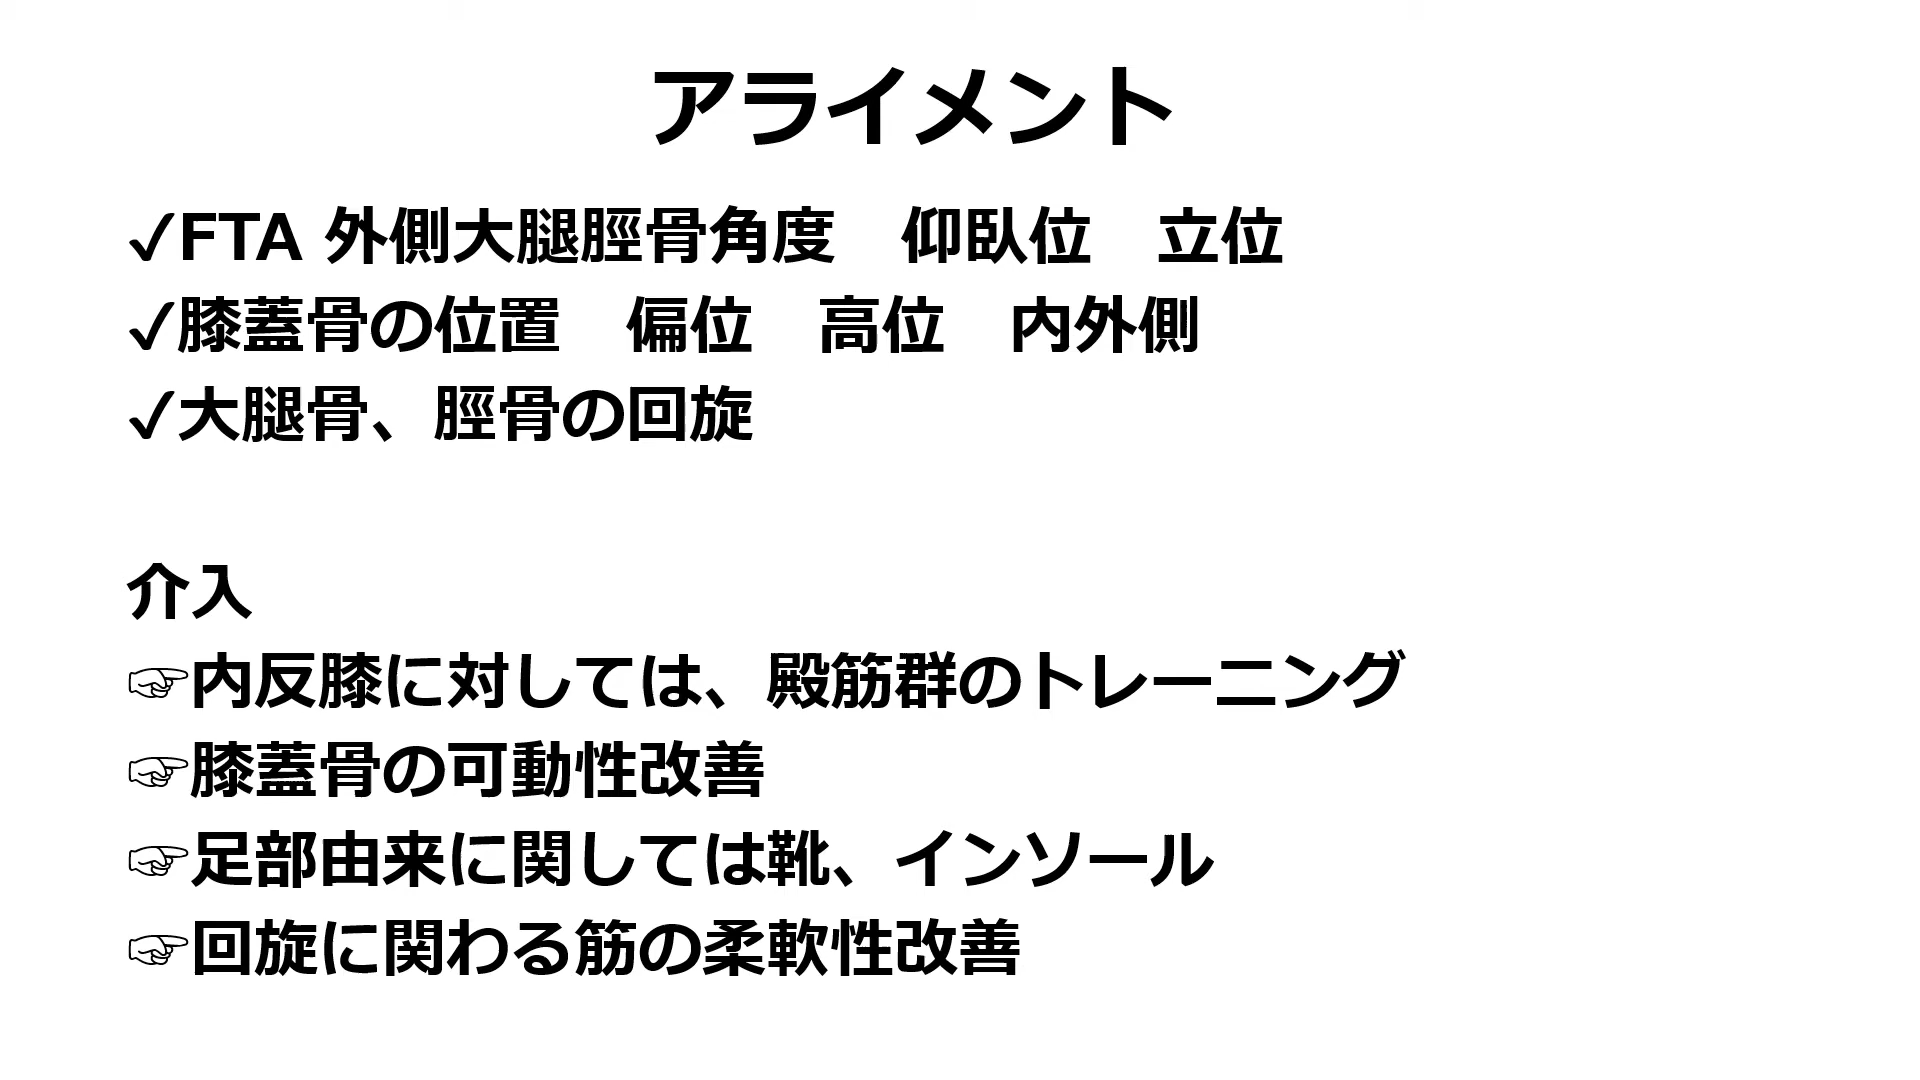 アライメント
✓FTA 外側大腿脛骨角度　仰臥位　立位
✓膝蓋骨の位置　偏位　高位　内外側
✓大腿骨、脛骨の回旋
介入
☞内反膝に対しては、殿筋群のトレーニング
☞膝蓋骨の可動性改善
☞足部由来に関しては靴、インソール
☞回旋に関わる筋の柔軟性改善